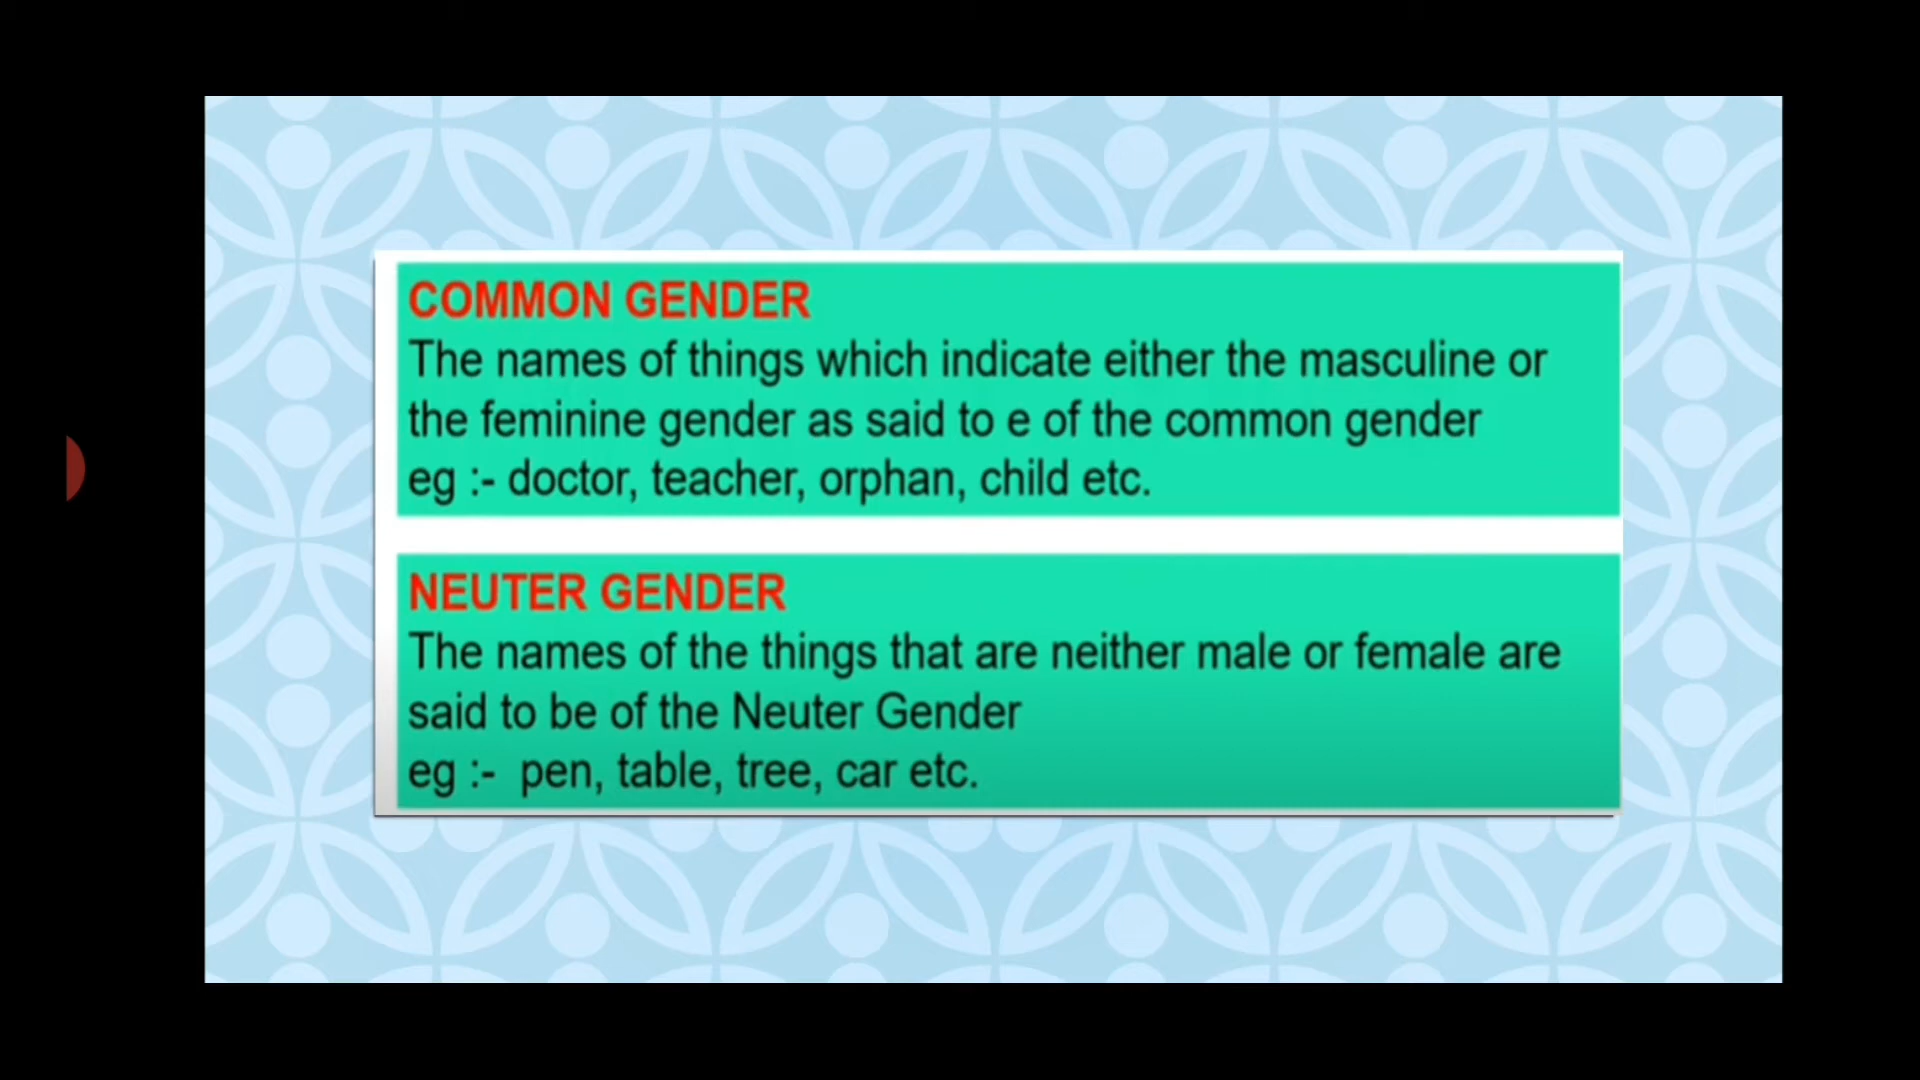 COMMON GENDER
The names of things which indicate either the masculine or
the feminine gender as said to e of the common gender
eg :- doctor, teacher, orphan, child etc.
NEUTER GENDER
The names of the things that are neither male or female are
said to be of the Neuter Gender
eg :- pen, table, tree, car etc.